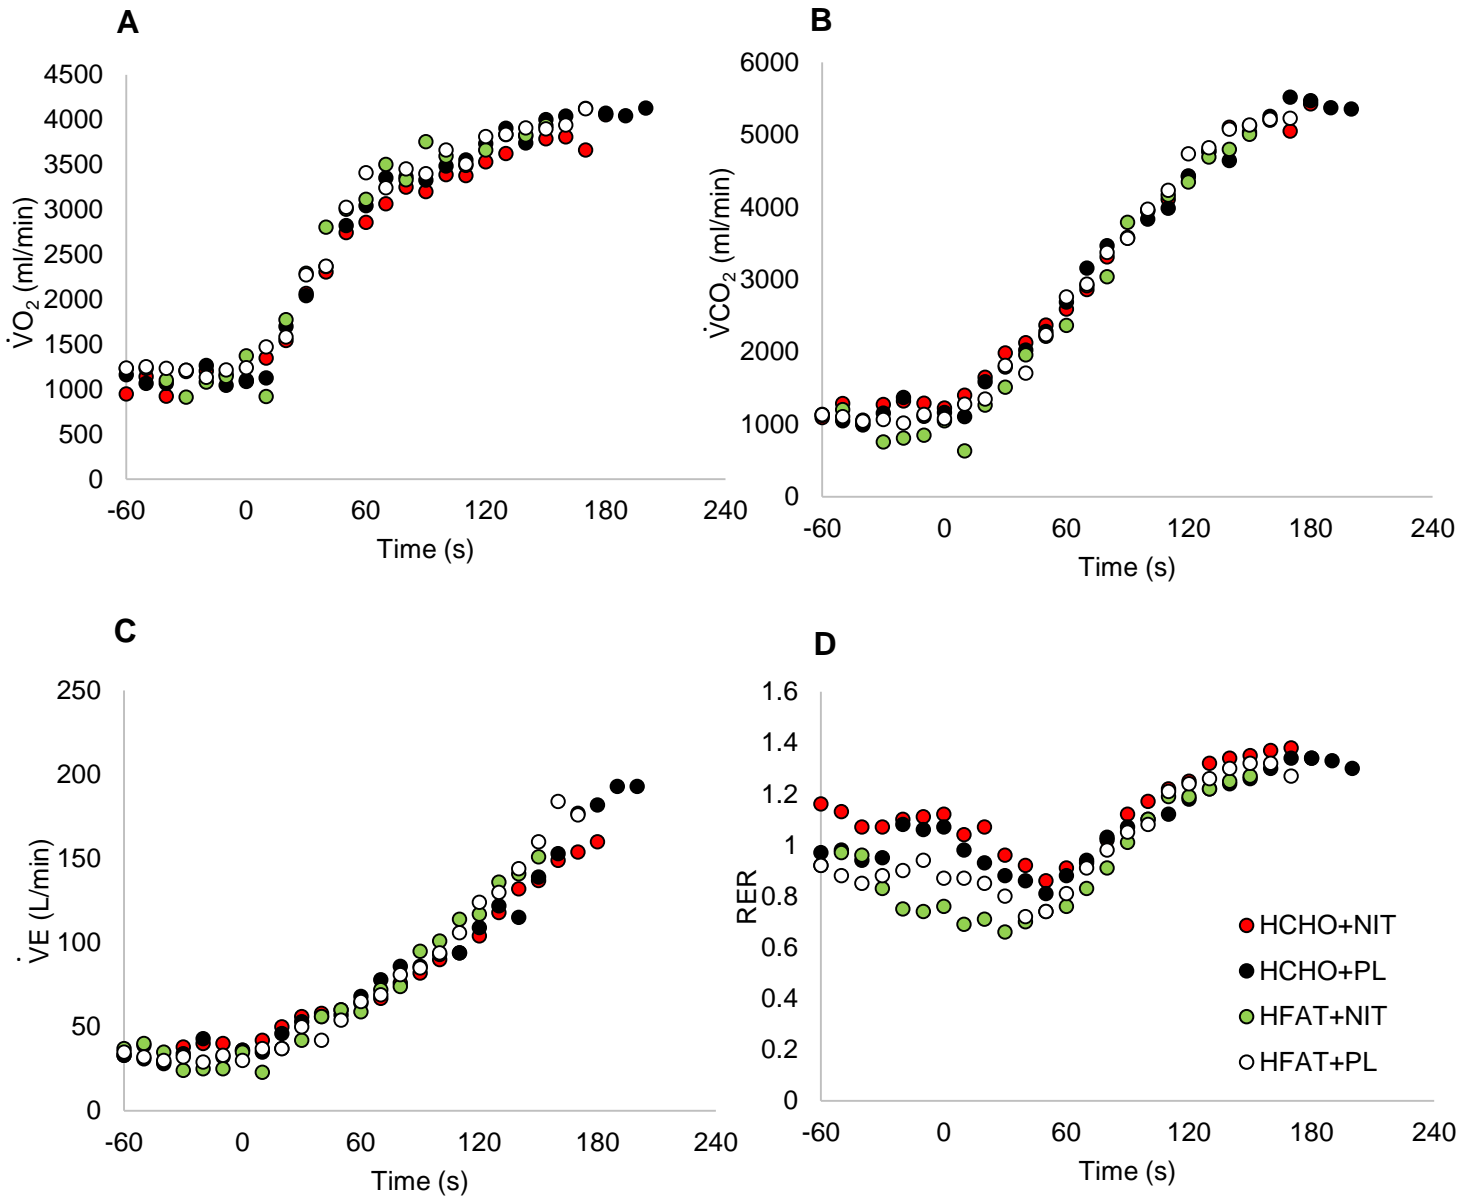 A
4500
4000
3500
3000
2500
2000
1500
1000
500
0
V̇O₂ (ml/min)
-60 0 60 120 180 240
Time (s)
B
6000
5000
4000
3000
2000
1000
0
V̇CO₂ (ml/min)
-60 0 60 120 180 240
Time (s)
C
250
200
150
100
50
0
V̇E (L/min)
-60 0 60 120 180 240
Time (s)
D
1.6
1.4
1.2
1
0.8
0.6
0.4
0.2
0
RER
-60 0 60 120 180 240
Time (s)
HCHO+NIT
HCHO+PL
HFAT+NIT
HFAT+PL